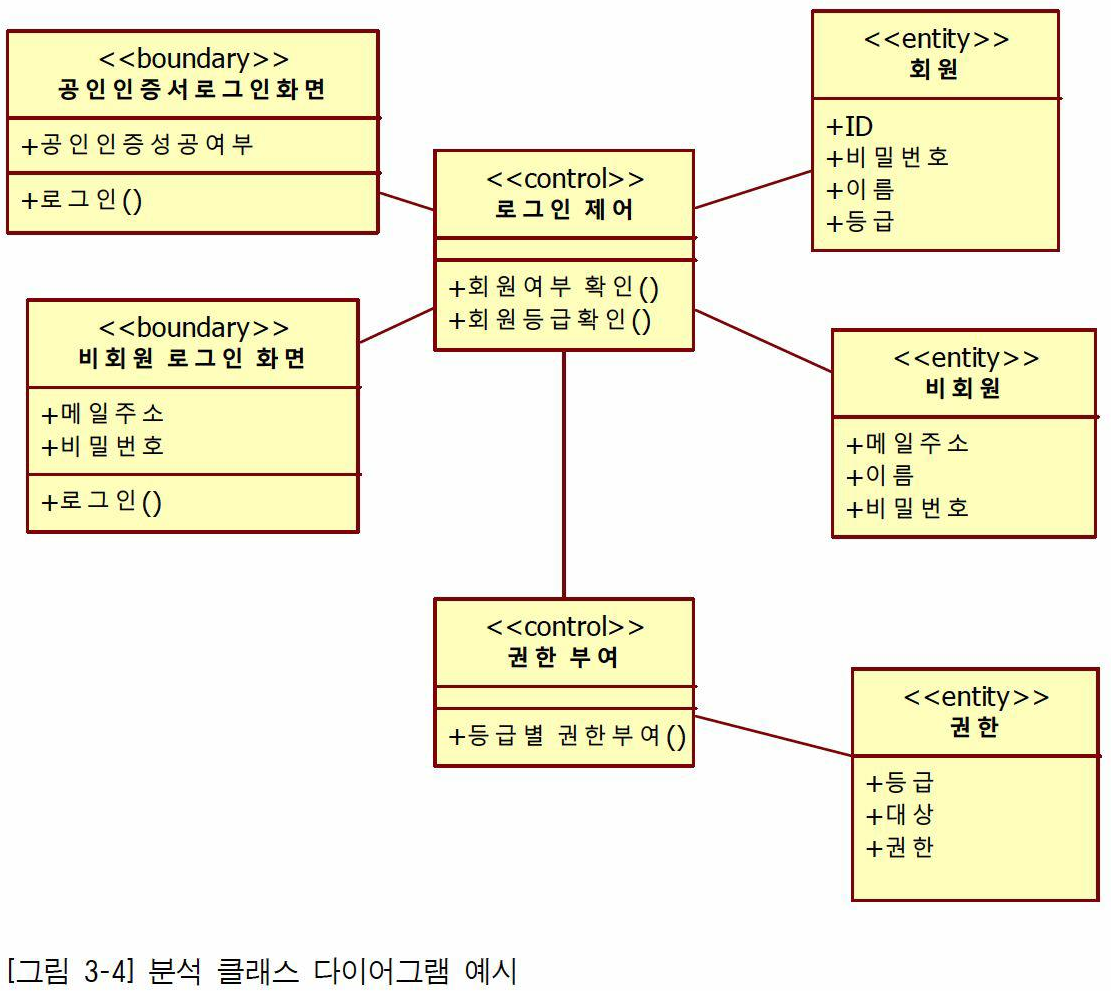 <<boundary>>
공인인증서로그인화면
+공인인증성공여부
+로그인()
<<boundary>>
비회원 로그인 화면
+메일주소
+비밀번호
+로그인()
<<control>>
로그인 제어
+회원여부 확인()
+회원등급확인()
<<control>>
권한 부여
+등급별 권한부여()
<<entity>>
회원
+ID
+비밀번호
+이름
+등급
<<entity>>
비회원
+메일주소
+이름
+비밀번호
<<entity>>
권한
+등급
+대상
+권한
[그림 3-4] 분석 클래스 다이어그램 예시